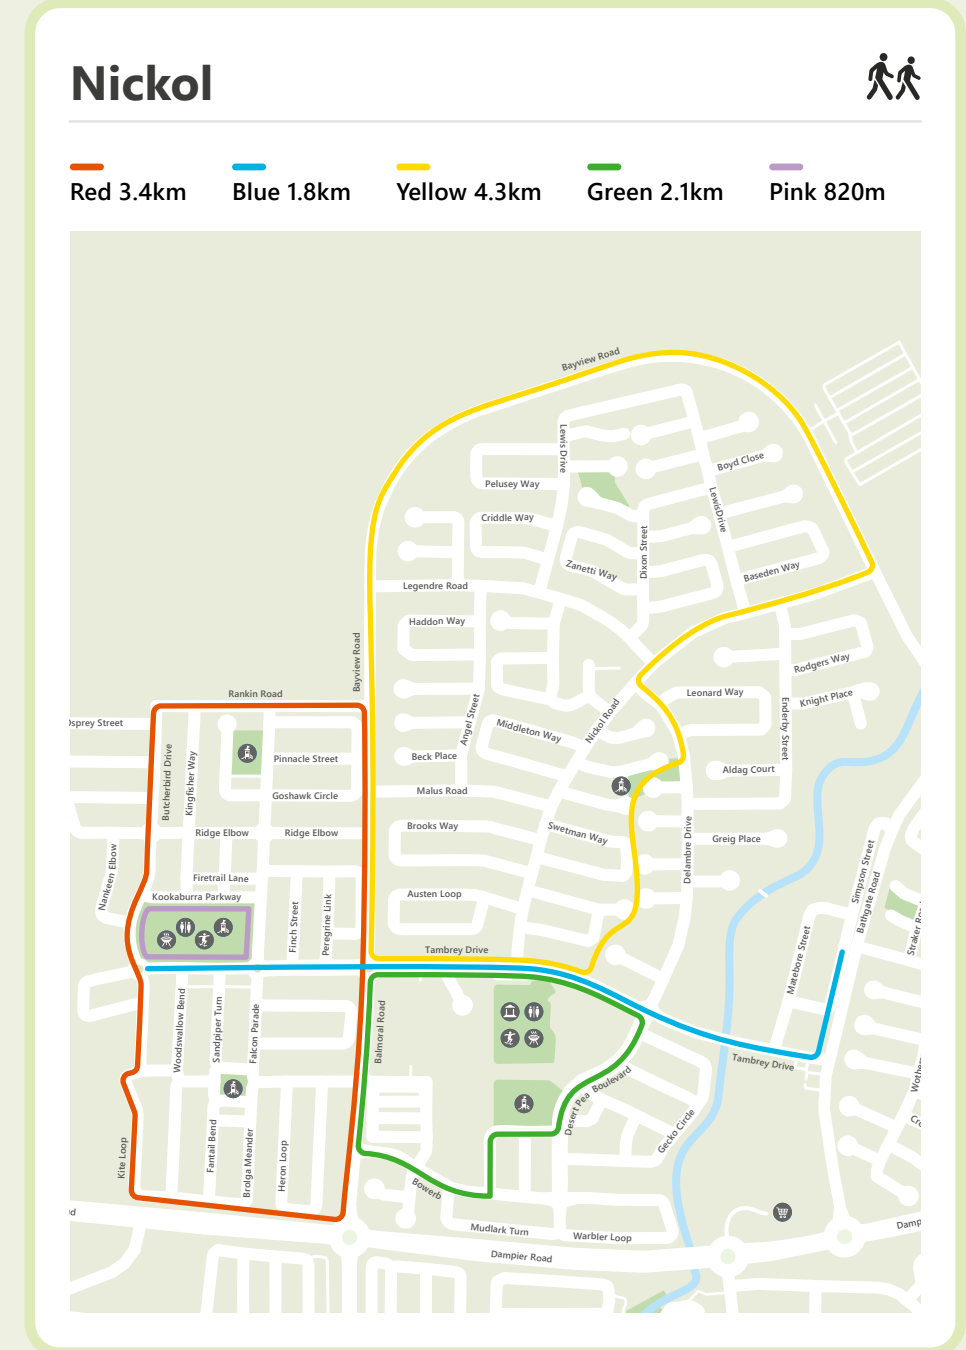 Nickol
Red 3.4km
Blue 1.8km
Yellow 4.3km
Green 2.1km
Pink 820m
Bayview Road
Lewis Drive
Boyd Close
Pelusey Way
LewisDrive
Criddle Way
Dixon Street
Zanetti Way
Baseden Way
Legendre Road
Haddon Way
Bayview Road
Rodgers Way
Rankin Road
Leonard Way
Knight Place
Enderby Street
Osprey Street
Angel Street
Nickol Road
Middleton Way
Butcherbird Drive
Kingfisher Way
Pinnacle Street
Beck Place
Aldag Court
Goshawk Circle
Malus Road
Ridge Elbow
Ridge Elbow
Brooks Way
Swetman Way
Delambre Drive
Greig Place
Nankeen Elbow
Simpson Street
Bathgate Road
Firetrail Lane
Kookaburra Parkway
Austen Loop
Finch Street
Peregrine Link
Straker Ro
Tambrey Drive
Matebore Street
Woodswallow Bend
Sandpiper Turn
Falcon Parade
Balmoral Road
Tambrey Drive
Desert Pea Boulevard
Wothe
Gecko Circle
Cro
Kite Loop
Fantail Bend
Brolga Meander
Heron Loop
Bowerb
Mudlark Turn
Warbler Loop
Damp
d
Dampier Road